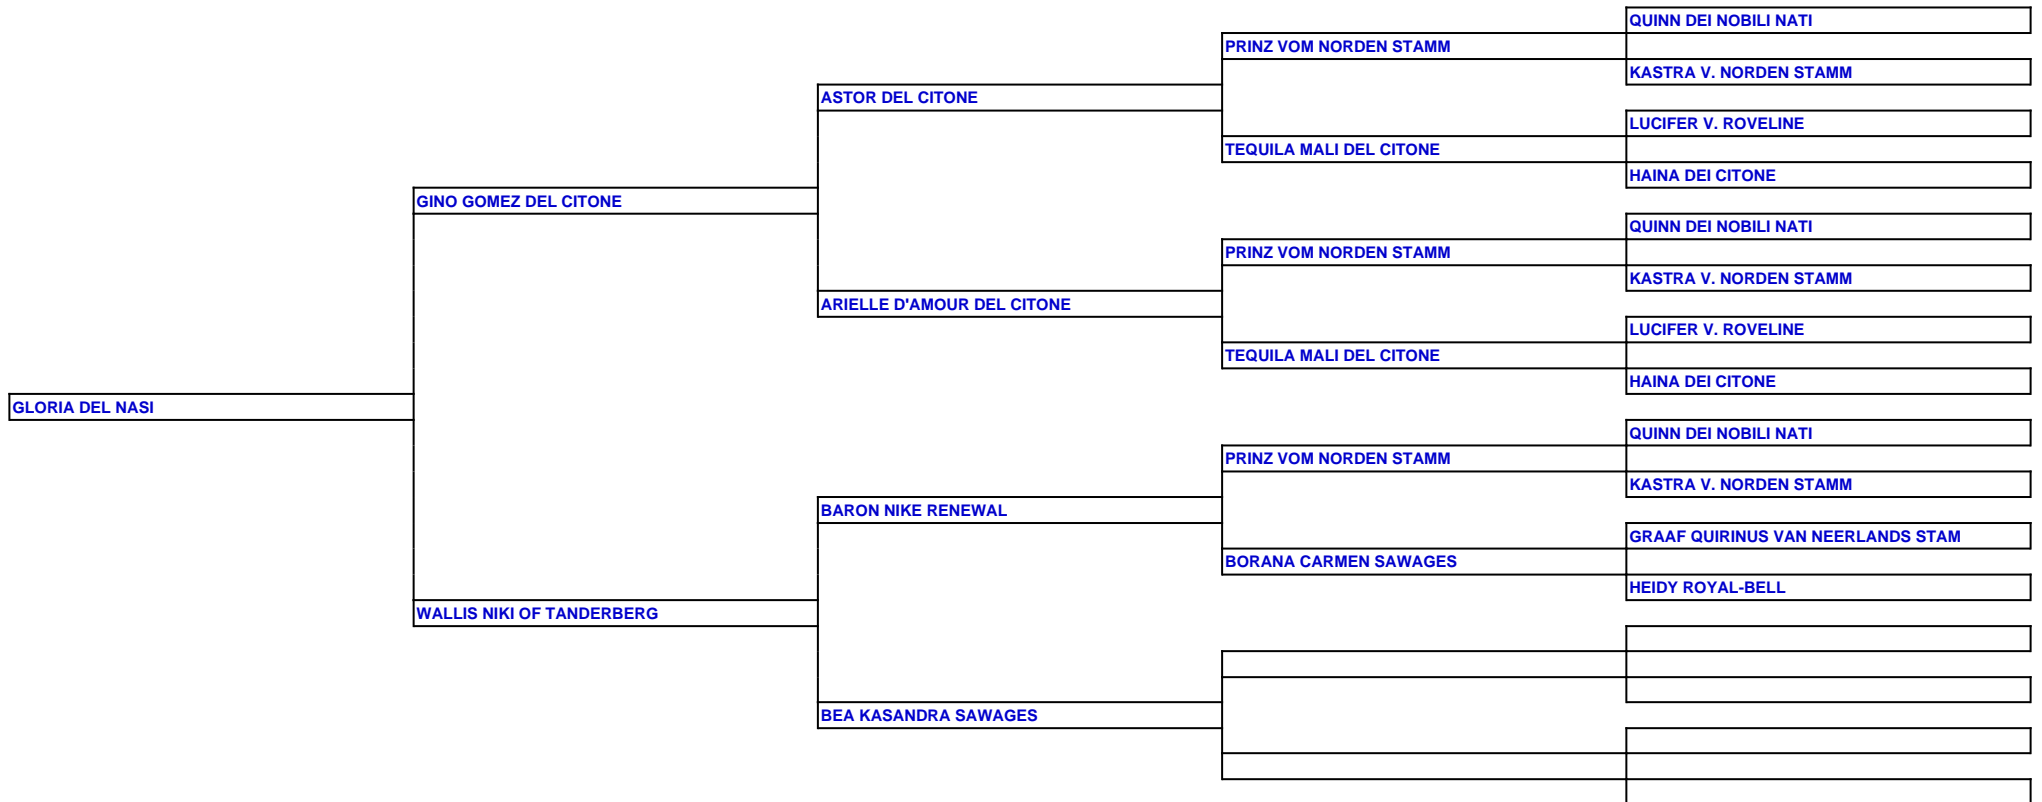 QUINN DEI NOBILI NATI
PRINZ VOM NORDEN STAMM
KASTRA V. NORDEN STAMM
ASTOR DEL CITONE
LUCIFER V. ROVELINE
TEQUILA MALI DEL CITONE
HAINA DEI CITONE
GINO GOMEZ DEL CITONE
QUINN DEI NOBILI NATI
PRINZ VOM NORDEN STAMM
KASTRA V. NORDEN STAMM
ARIELLE D'AMOUR DEL CITONE
LUCIFER V. ROVELINE
TEQUILA MALI DEL CITONE
HAINA DEI CITONE
GLORIA DEL NASI
QUINN DEI NOBILI NATI
PRINZ VOM NORDEN STAMM
KASTRA V. NORDEN STAMM
BARON NIKE RENEWAL
GRAAF QUIRINUS VAN NEERLANDS STAM
BORANA CARMEN SAWAGES
HEIDY ROYAL-BELL
WALLIS NIKI OF TANDERBERG
BEA KASANDRA SAWAGES